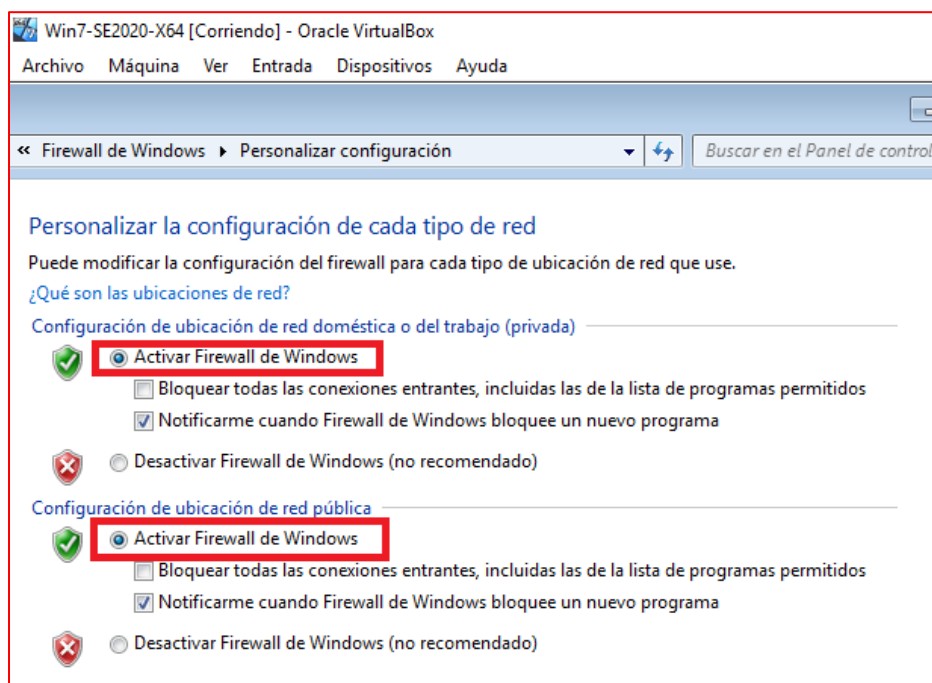 Win7-SE2020-X64 [Corriendo] - Oracle VirtualBox
Archivo Máquina Ver Entrada Dispositivos Ayuda
« Firewall de Windows ▸ Personalizar configuración Buscar en el Panel de control
Personalizar la configuración de cada tipo de red
Puede modificar la configuración del firewall para cada tipo de ubicación de red que use.
¿Qué son las ubicaciones de red?
Configuración de ubicación de red doméstica o del trabajo (privada)
Activar Firewall de Windows
Bloquear todas las conexiones entrantes, incluidas las de la lista de programas permitidos
Notificarme cuando Firewall de Windows bloquee un nuevo programa
Desactivar Firewall de Windows (no recomendado)
Configuración de ubicación de red pública
Activar Firewall de Windows
Bloquear todas las conexiones entrantes, incluidas las de la lista de programas permitidos
Notificarme cuando Firewall de Windows bloquee un nuevo programa
Desactivar Firewall de Windows (no recomendado)